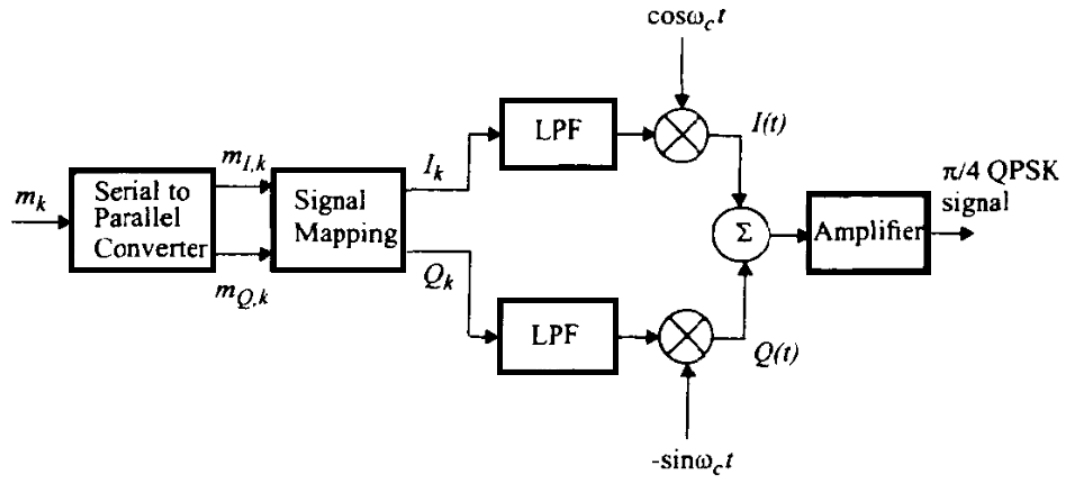 cosω_c t
LPF
I(t)
m_{I,k}
I_k
π/4 QPSK
signal
m_k
Serial to
Parallel
Converter
Signal
Mapping
Σ
Amplifier
Q_k
m_{Q,k}
LPF
Q(t)
-sinω_c t